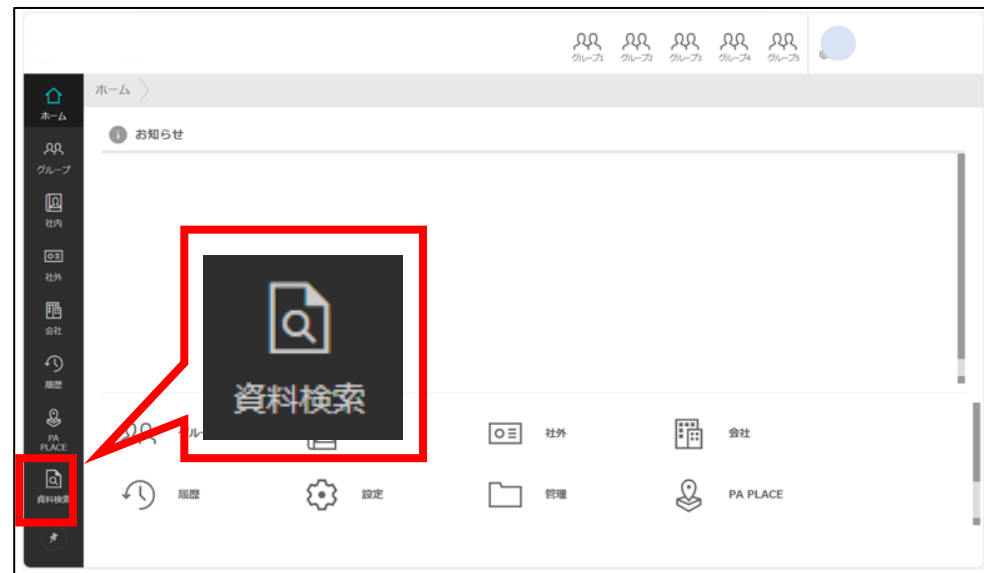 グループ1 グループ2 グループ3 グループ4 グループ5
ホーム
ホーム
お知らせ
グループ
社内
社外
会社
履歴
PA
PLACE
資料検索
資料検索
社外
会社
履歴
設定
管理
PA PLACE